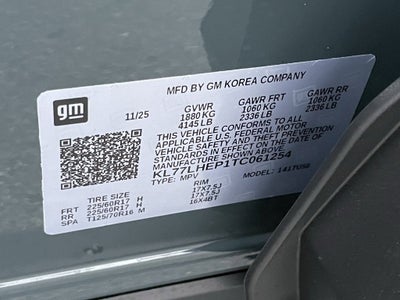 MFD BY GM KOREA COMPANY
gm
11/25
GVWR GAWR FRT GAWR RR
1880 KG 1060 KG 1060 KG
4145 LB 2336 LB 2336 LB
THIS VEHICLE CONFORMS TO ALL
APPLICABLE U.S. FEDERAL MOTOR
VEHICLE SAFETY AND THEFT PREVENTION
STANDARDS IN EFFECT ON THE DATE OF
MANUFACTURE SHOWN ABOVE.
KL77LHEP1TC061254
TYPE: MPV MODEL: 1417U58
TIRE SIZE RIM
FRT 225/60R17 H 17X7.5J
RR 225/60R17 H 17X7.5J
SPA T125/70R16 M 16X4BT